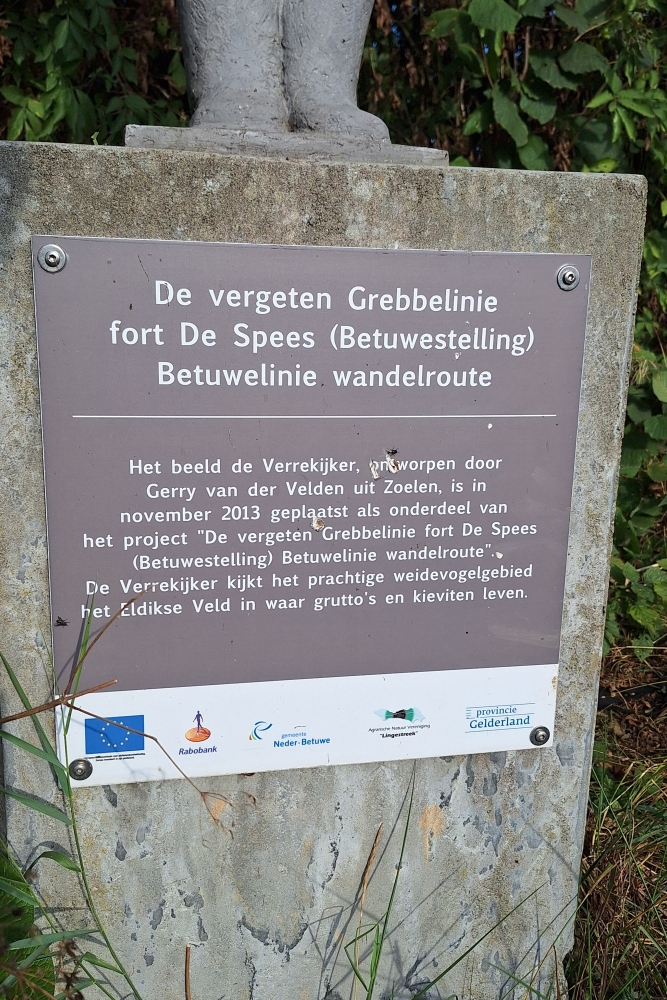 De vergeten Grebbelinie
fort De Spees (Betuwestelling)
Betuwelinie wandelroute
Het beeld de Verrekijker, ontworpen door
Gerry van der Velden uit Zoelen, is in
november 2013 geplaatst als onderdeel van
het project "De vergeten Grebbelinie fort De Spees
(Betuwestelling) Betuwelinie wandelroute".
De Verrekijker kijkt het prachtige weidevogelgebied
het Eldikse Veld in waar grutto's en kieviten leven.
Rabobank
gemeente
Neder-Betuwe
Agrarische Natuur Vereniging
"Lingestreek"
provincie
Gelderland